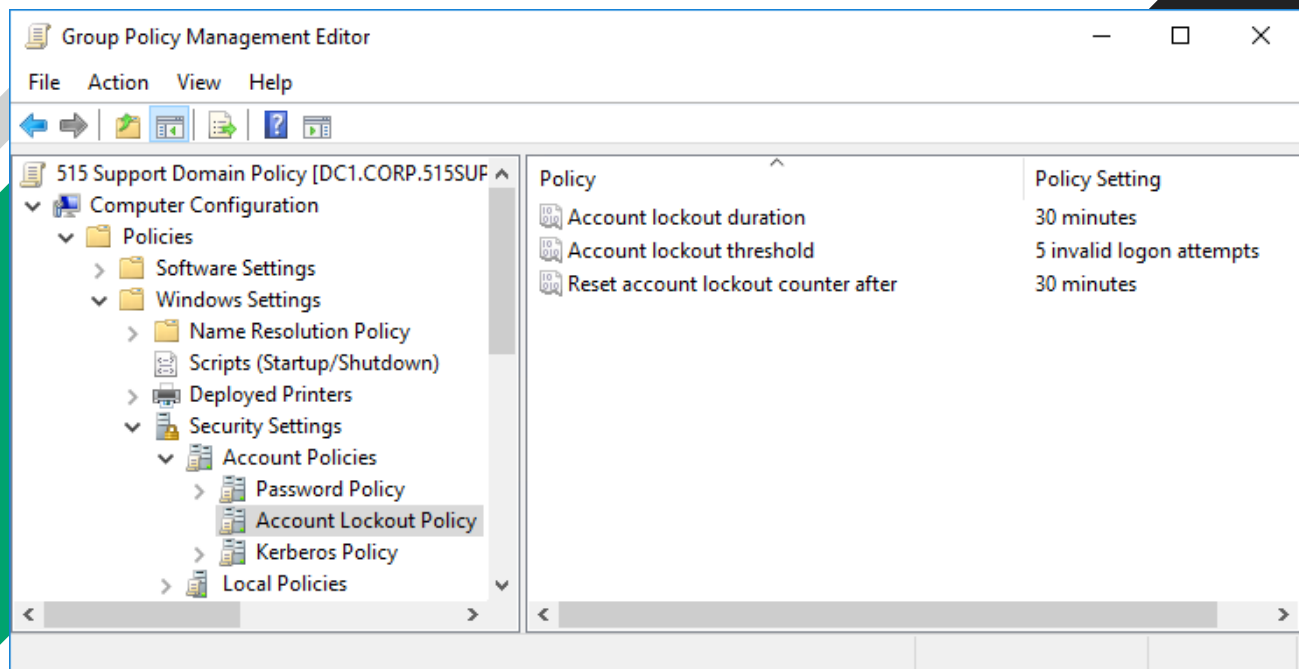 Group Policy Management Editor
File Action View Help
515 Support Domain Policy [DC1.CORP.515SUP
Computer Configuration
Policies
Software Settings
Windows Settings
Name Resolution Policy
Scripts (Startup/Shutdown)
Deployed Printers
Security Settings
Account Policies
Password Policy
Account Lockout Policy
Kerberos Policy
Local Policies
Policy Policy Setting
Account lockout duration 30 minutes
Account lockout threshold 5 invalid logon attempts
Reset account lockout counter after 30 minutes